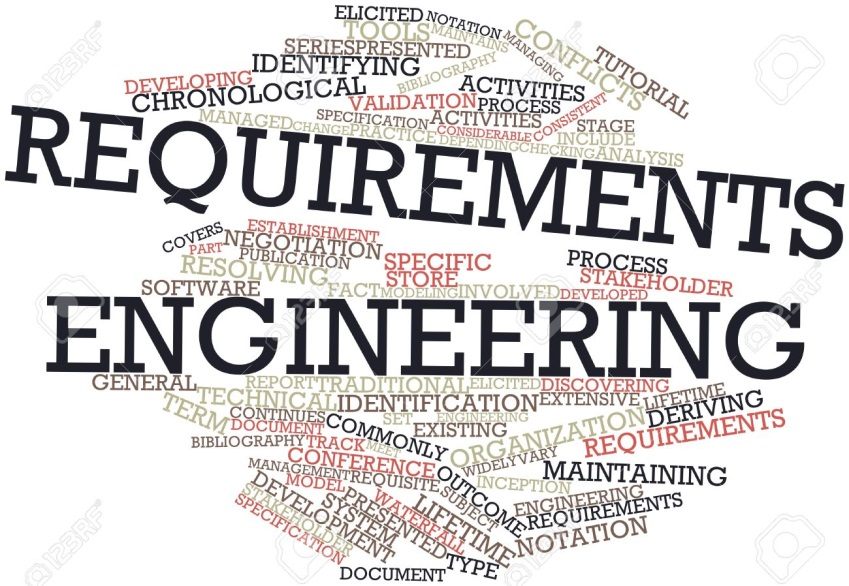 ELICITED NOTATION
TOOLS MAINTAINS
SERIES PRESENTED MANAGING CONFLICTS TUTORIAL
IDENTIFYING BIBLIOGRAPHY
DEVELOPING CHRONOLOGICAL ACTIVITIES
VALIDATION PROCESS CONSISTENT
SPECIFICATION ACTIVITIES STAGE
MANAGED CHANGE PRACTICE CONSIDERABLE INCLUDE
DEPENDING CHECKING ANALYSIS
REQUIREMENTS
COVERS ESTABLISHMENT
PART NEGOTIATION SPECIFIC PROCESS
PUBLICATION
RESOLVING STORE STAKEHOLDER
SOFTWARE FACT MODELING INVOLVED DEVELOPED
ENGINEERING
GENERAL REPORT TRADITIONAL ELICITED DISCOVERING
TECHNICAL IDENTIFICATION EXTENSIVE LIFETIME
TERM CONTINUES SET ENGINEERING DERIVING
DOCUMENT COMMONLY EXISTING ORGANIZATION REQUIREMENTS
BIBLIOGRAPHY TRACK MEET
CONFERENCE WIDELY VARY
MANAGEMENT REQUISITE OUTCOME MAINTAINING
MODEL SUBJECT INCEPTION
STAKEHOLDER PRESENTED WATERFALL LIFETIME ENGINEERING
SPECIFICATION DEVELOPMENT SYSTEM REQUIREMENTS
TYPE NOTATION
DOCUMENT
123RF